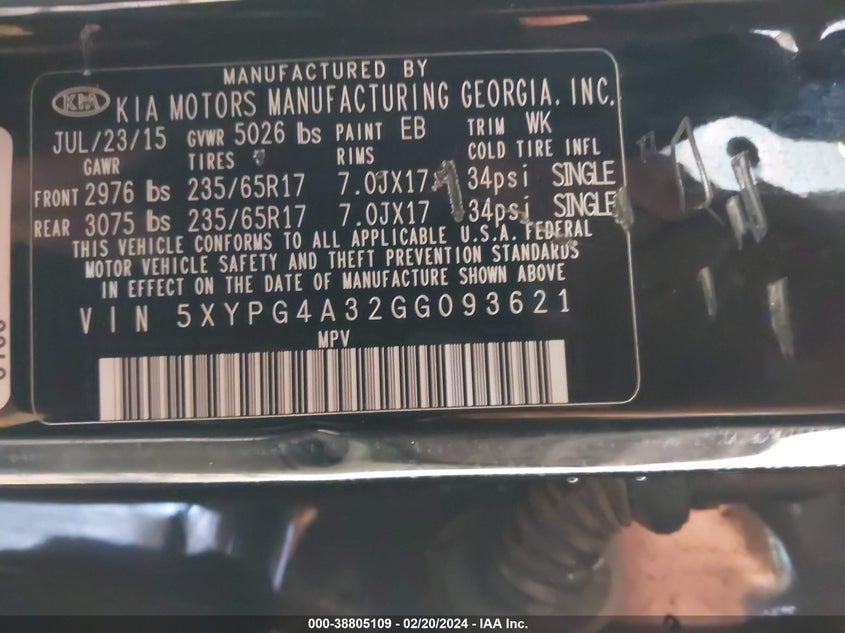 MANUFACTURED BY
KM KIA MOTORS MANUFACTURING GEORGIA, INC.
JUL/23/15 GVWR 5026 lbs PAINT EB TRIM WK
GAWR TIRES RIMS COLD TIRE INFL
FRONT 2976 lbs 235/65R17 7.0JX17 34psi SINGLE
REAR 3075 lbs 235/65R17 7.0JX17 34psi SINGLE
THIS VEHICLE CONFORMS TO ALL APPLICABLE U.S.A. FEDERAL
MOTOR VEHICLE SAFETY AND THEFT PREVENTION STANDARDS
IN EFFECT ON THE DATE OF MANUFACTURE SHOWN ABOVE
VIN 5XYPG4A32GG093621
MPV
000-38805109 - 02/20/2024 - IAA Inc.